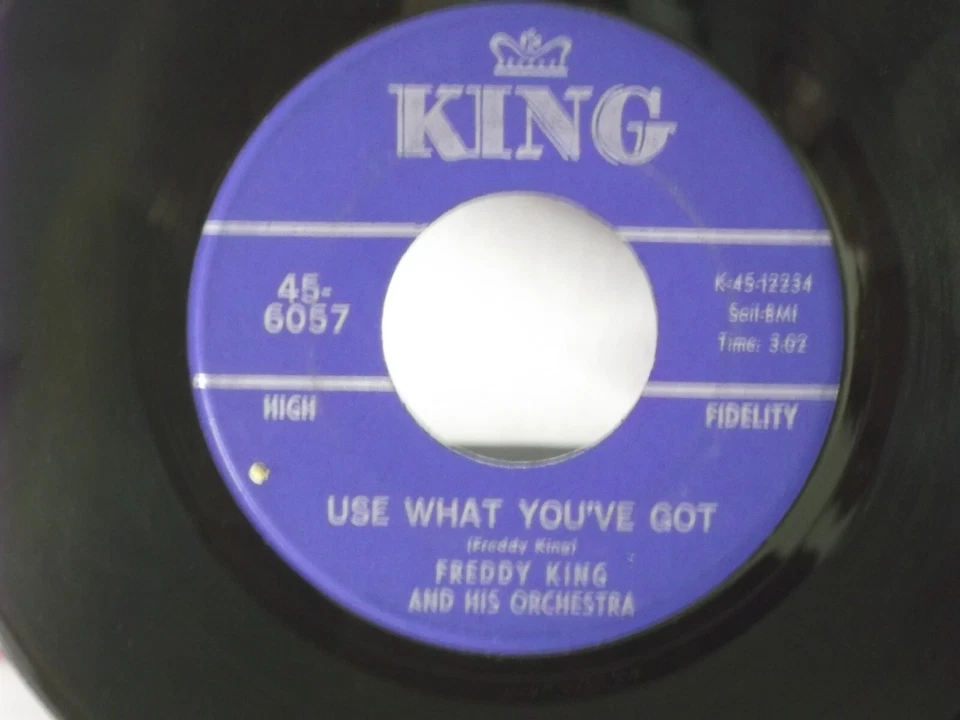 KING
45-
6057
K-45-12234
Soil-BMI
Time: 3:02
HIGH
FIDELITY
USE WHAT YOU'VE GOT
(Freddy King)
FREDDY KING
AND HIS ORCHESTRA